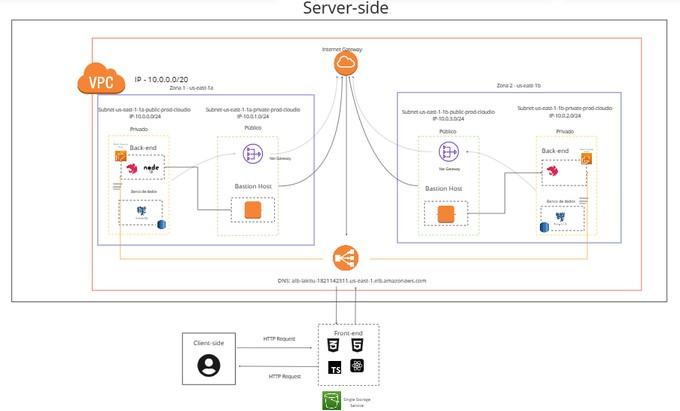 Server-side
Internet Gateway
VPC
IP - 10.0.0.0/20
Zona 1 - us-east-1a
Zona 2 - us-east-1b
Subnet-us-east-1-1a-public-prod-cloudio
IP-10.0.0.0/24
Subnet-us-east-1-1a-private-prod-cloudio
IP-10.0.1.0/24
Subnet-us-east-1-1b-public-prod-cloudio
IP-10.0.3.0/24
Subnet-us-east-1-1b-private-prod-cloudio
IP-10.0.2.0/24
Privado
Público
Público
Privado
Back-end
node
Nat Gateway
Nat Gateway
Back-end
Banco de dados
Bastion Host
Bastion Host
Banco de dados
DNS: alb-lakitu-1821142311.us-east-1.elb.amazonaws.com
Client-side
HTTP Request
HTTP Request
Front-end
3
5
TS
Single Storage
Service